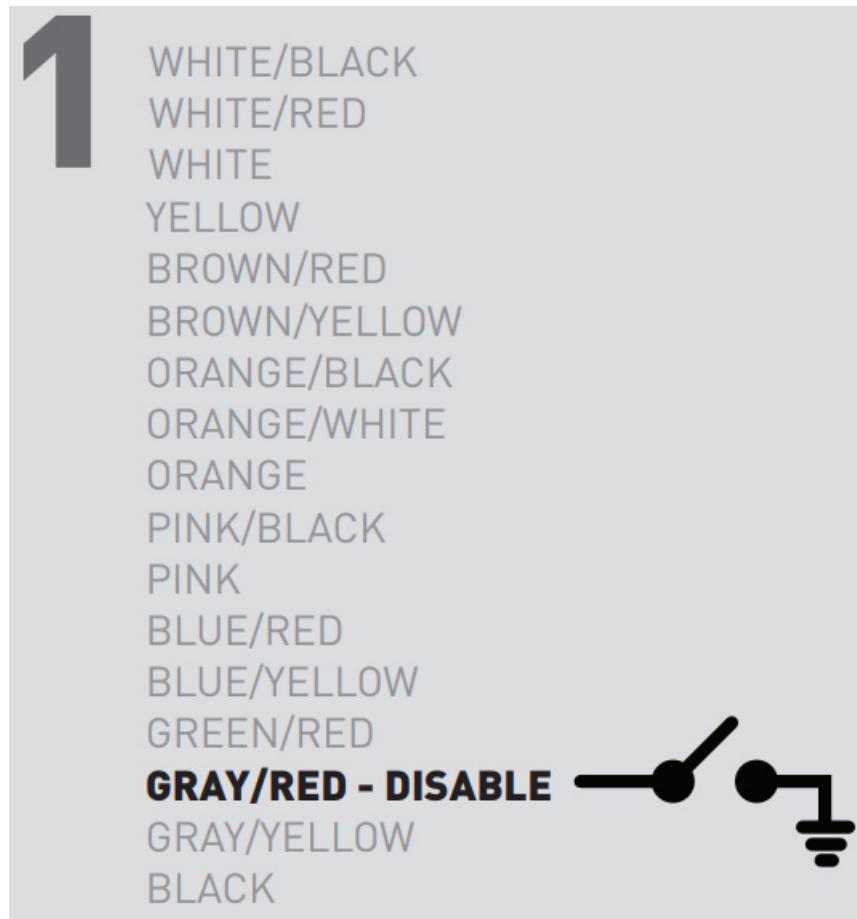 1
WHITE/BLACK
WHITE/RED
WHITE
YELLOW
BROWN/RED
BROWN/YELLOW
ORANGE/BLACK
ORANGE/WHITE
ORANGE
PINK/BLACK
PINK
BLUE/RED
BLUE/YELLOW
GREEN/RED
GRAY/RED - DISABLE
GRAY/YELLOW
BLACK